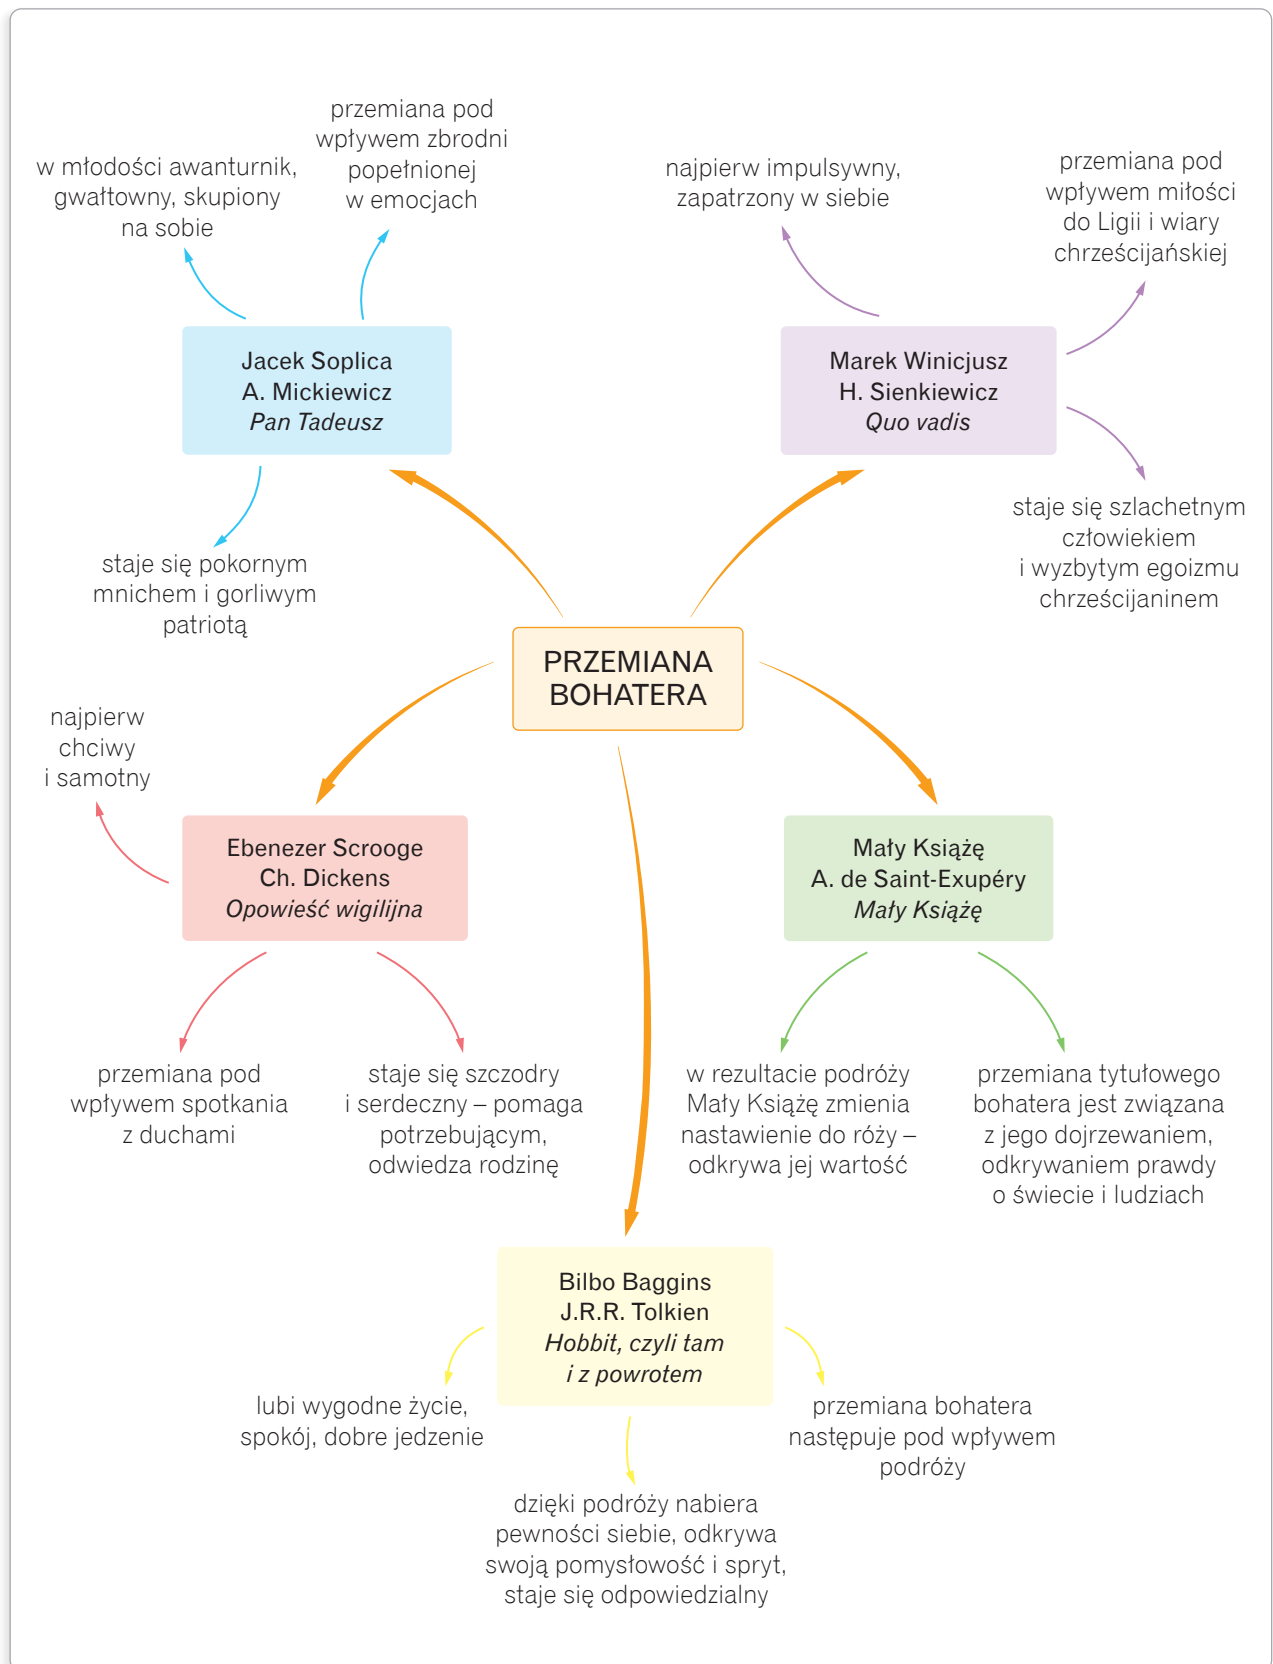 przemiana pod
wpływem zbrodni
popełnionej
w emocjach
w młodości awanturnik,
gwałtowny, skupiony
na sobie
najpierw impulsywny,
zapatrzony w siebie
przemiana pod
wpływem miłości
do Ligii i wiary
chrześcijańskiej
Jacek Soplica
A. Mickiewicz
Pan Tadeusz
Marek Winicjusz
H. Sienkiewicz
Quo vadis
staje się pokornym
mnichem i gorliwym
patriotą
staje się szlachetnym
człowiekiem
i wyzbytym egoizmu
chrześcijaninem
PRZEMIANA
BOHATERA
najpierw
chciwy
i samotny
Ebenezer Scrooge
Ch. Dickens
Opowieść wigilijna
Mały Książę
A. de Saint-Exupéry
Mały Książę
przemiana pod
wpływem spotkania
z duchami
staje się szczodry
i serdeczny – pomaga
potrzebującym,
odwiedza rodzinę
w rezultacie podróży
Mały Książę zmienia
nastawienie do róży –
odkrywa jej wartość
przemiana tytułowego
bohatera jest związana
z jego dojrzewaniem,
odkrywaniem prawdy
o świecie i ludziach
Bilbo Baggins
J.R.R. Tolkien
Hobbit, czyli tam
i z powrotem
lubi wygodne życie,
spokój, dobre jedzenie
przemiana bohatera
następuje pod wpływem
podróży
dzięki podróży nabiera
pewności siebie, odkrywa
swoją pomysłowość i spryt,
staje się odpowiedzialny